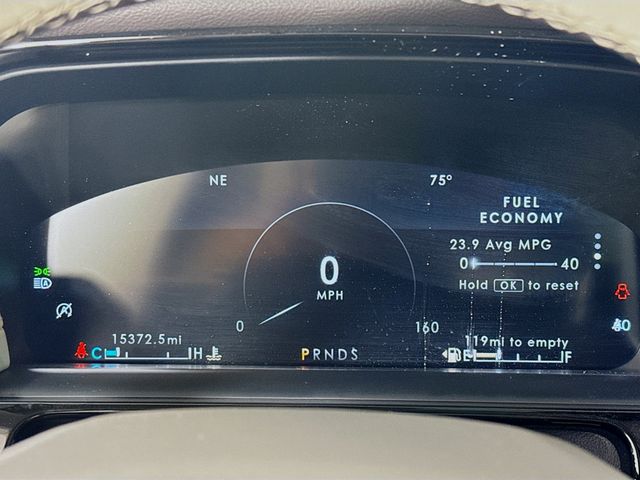 NE
75°
FUEL
ECONOMY
23.9 Avg MPG
0 40
Hold OK to reset
0
MPH
0 160
15372.5mi
119mi to empty
C H
PRNDS
E F
A
A